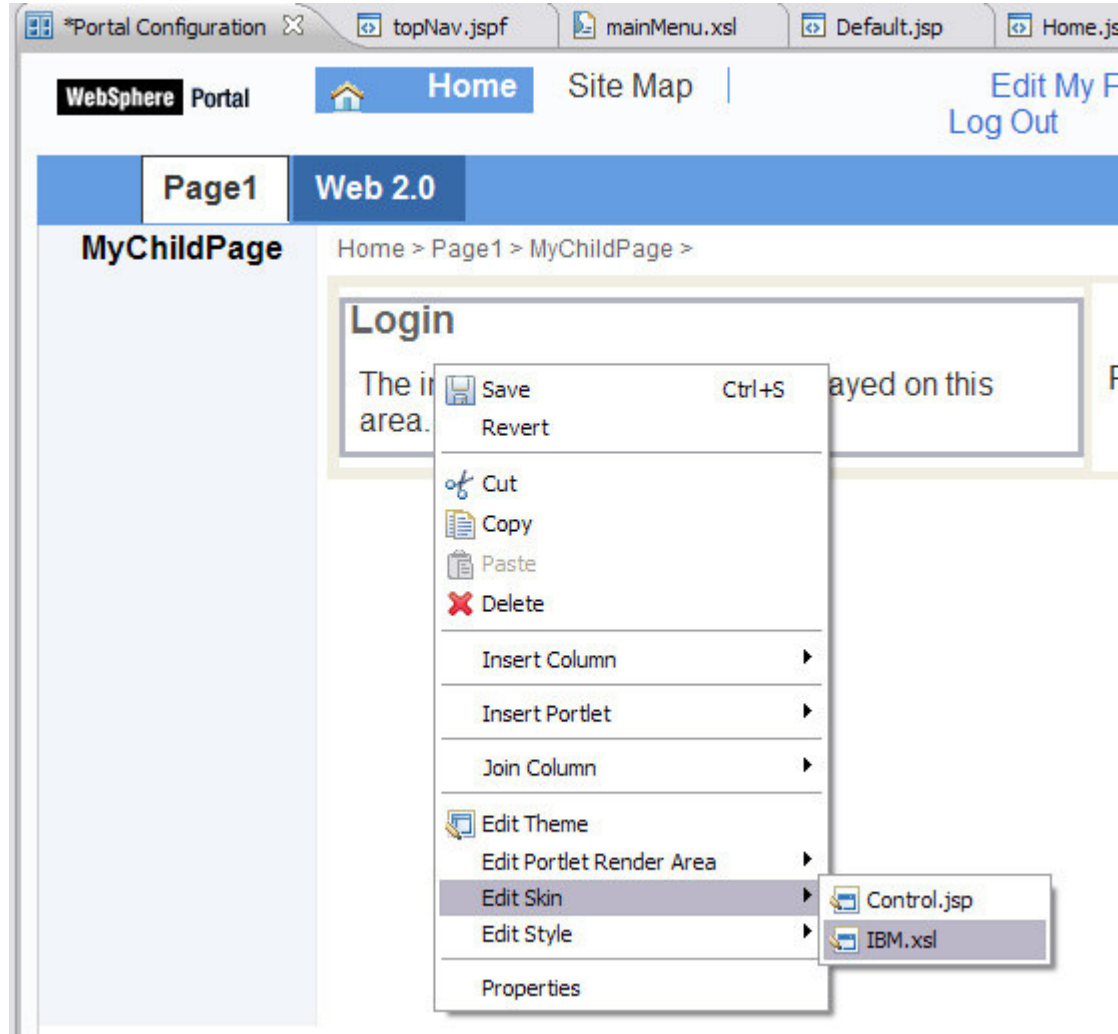 *Portal Configuration topNav.jspf mainMenu.xsl Default.jsp Home.js
WebSphere Portal Home Site Map Edit My
Log Out
Page1 Web 2.0
MyChildPage Home > Page1 > MyChildPage >
Login
The ayed on this
area.
Save Ctrl+S
Revert
Cut
Copy
Paste
Delete
Insert Column
Insert Portlet
Join Column
Edit Theme
Edit Portlet Render Area
Edit Skin Control.jsp
Edit Style IBM.xsl
Properties